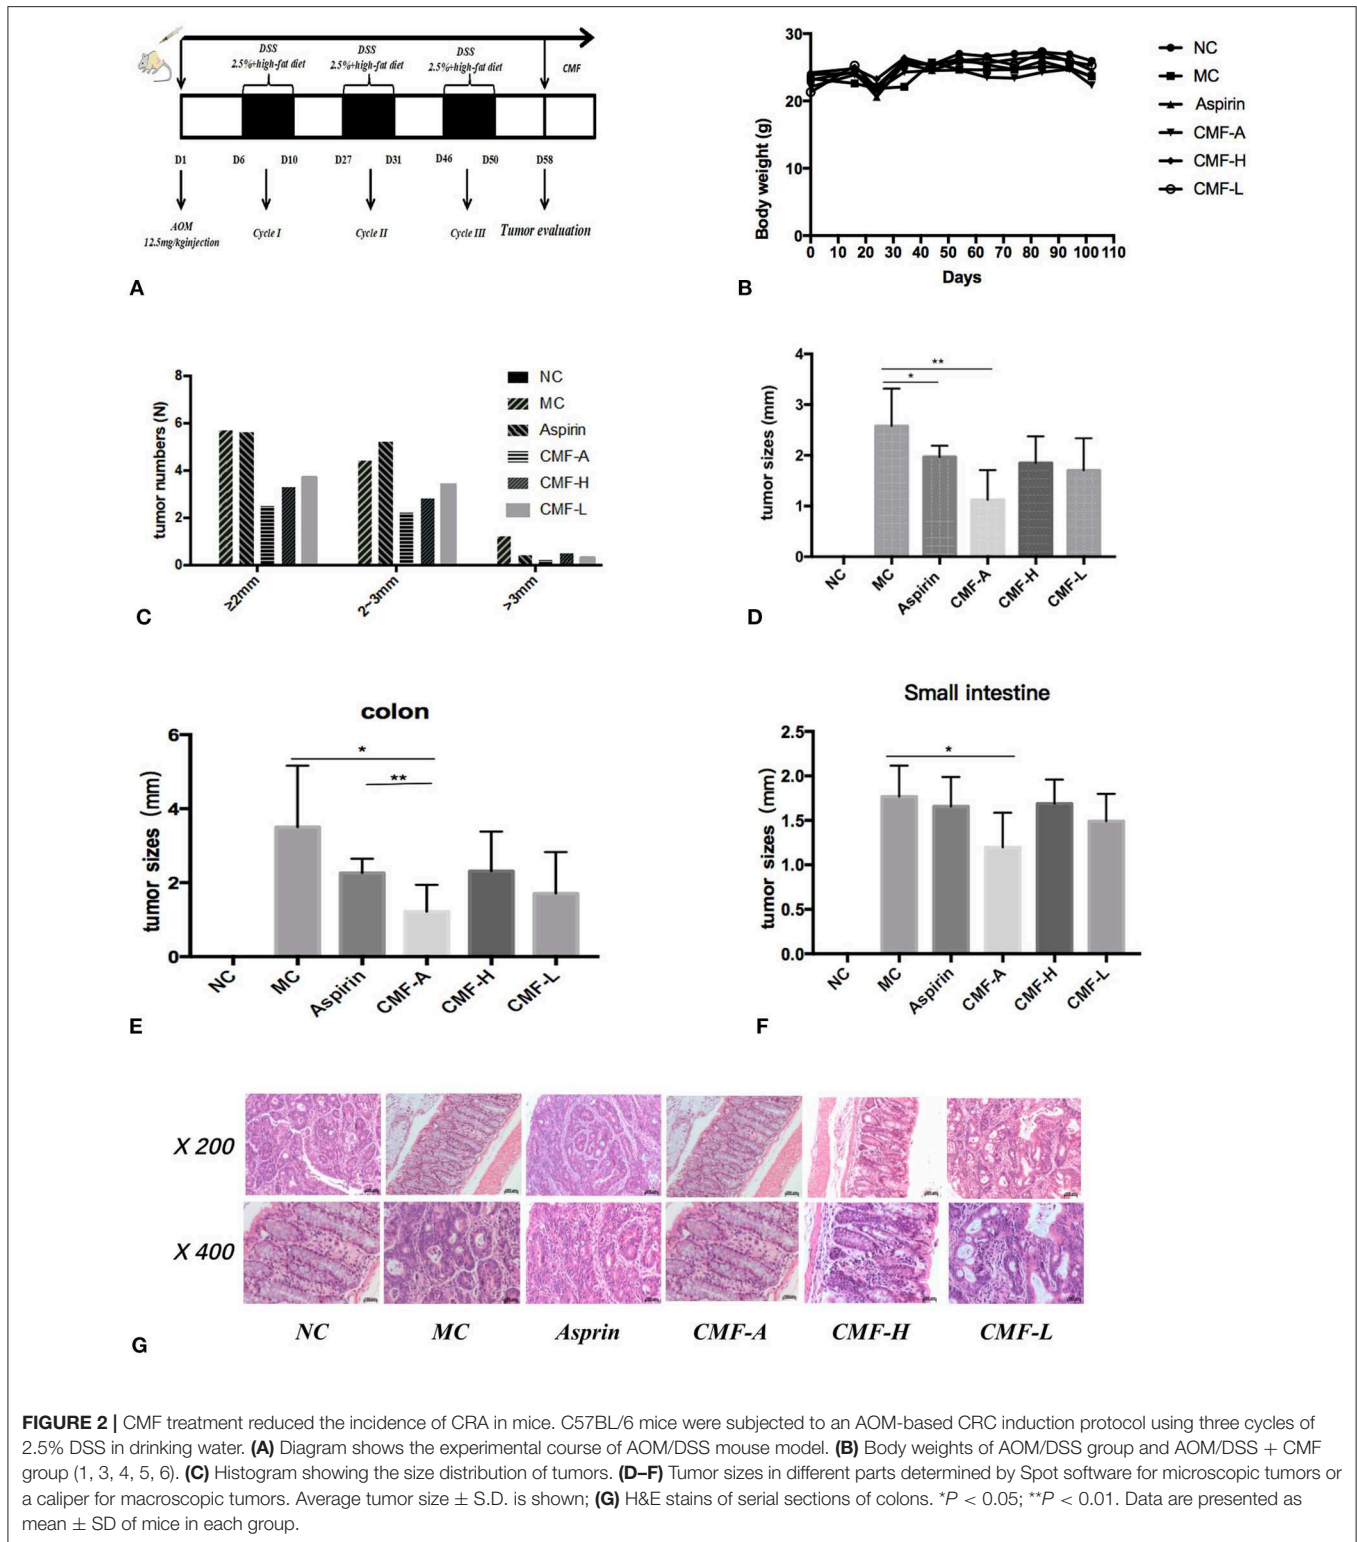 DSS DSS DSS
2.5%+high-fat diet 2.5%+high-fat diet 2.5%+high-fat diet CMF
D1 D6 D10 D27 D31 D46 D50 D58
AOM
12.5mg/kginjection Cycle I Cycle II Cycle III Tumor evaluation
A
30
20
10
0
Body weight (g)
0 10 20 30 40 50 60 70 80 90 100 110
Days
NC
MC
Aspirin
CMF-A
CMF-H
CMF-L
B
8
6
4
2
0
tumor numbers (N)
NC
MC
Aspirin
CMF-A
CMF-H
CMF-L
≥2mm 2~3mm >3mm
C
4
3
2
1
0
tumor sizes (mm)
**
*
NC MC Aspirin CMF-A CMF-H CMF-L
D
colon
6
4
2
0
tumor sizes (mm)
*
**
NC MC Aspirin CMF-A CMF-H CMF-L
E
Small intestine
2.5
2.0
1.5
1.0
0.5
0.0
tumor sizes (mm)
*
NC MC Aspirin CMF-A CMF-H CMF-L
F
X 200
X 400
NC MC Asprin CMF-A CMF-H CMF-L
G
FIGURE 2 | CMF treatment reduced the incidence of CRA in mice. C57BL/6 mice were subjected to an AOM-based CRC induction protocol using three cycles of
2.5% DSS in drinking water. (A) Diagram shows the experimental course of AOM/DSS mouse model. (B) Body weights of AOM/DSS group and AOM/DSS + CMF
group (1, 3, 4, 5, 6). (C) Histogram showing the size distribution of tumors. (D–F) Tumor sizes in different parts determined by Spot software for microscopic tumors or
a caliper for macroscopic tumors. Average tumor size ± S.D. is shown; (G) H&E stains of serial sections of colons. *P < 0.05; **P < 0.01. Data are presented as
mean ± SD of mice in each group.